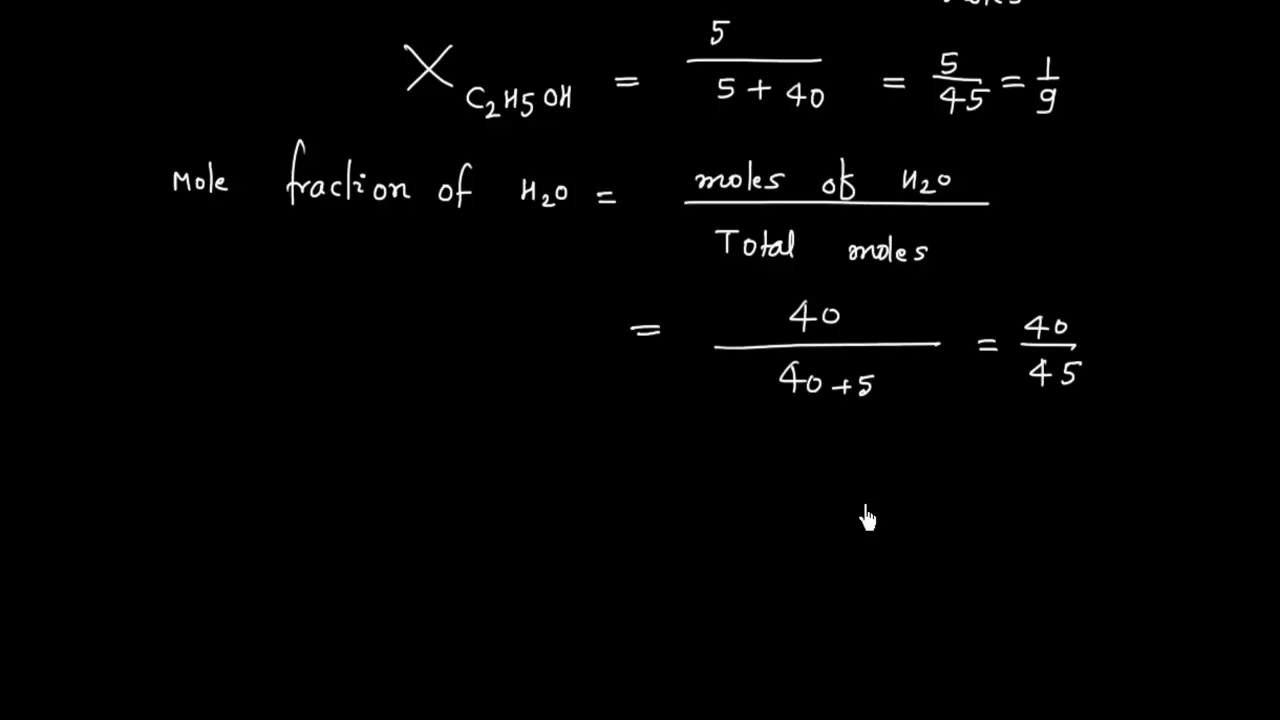 5
X C₂H₅OH = ─── = 5/45 = 1/9
5 + 40
Mole fraction of H₂O = moles of H₂O
Total moles
= 40 = 40
40 + 5 45